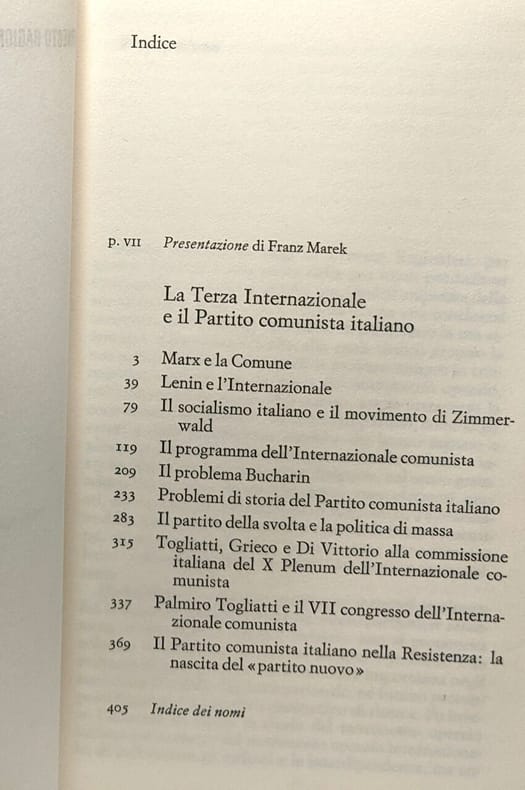 Indice
p. VII Presentazione di Franz Marek
La Terza Internazionale
e il Partito comunista italiano
3 Marx e la Comune
39 Lenin e l'Internazionale
79 Il socialismo italiano e il movimento di Zimmer-
wald
119 Il programma dell'Internazionale comunista
209 Il problema Bucharin
233 Problemi di storia del Partito comunista italiano
283 Il partito della svolta e la politica di massa
315 Togliatti, Grieco e Di Vittorio alla commissione
italiana del X Plenum dell'Internazionale co-
munista
337 Palmiro Togliatti e il VII congresso dell'Interna-
zionale comunista
369 Il Partito comunista italiano nella Resistenza: la
nascita del «partito nuovo»
405 Indice dei nomi